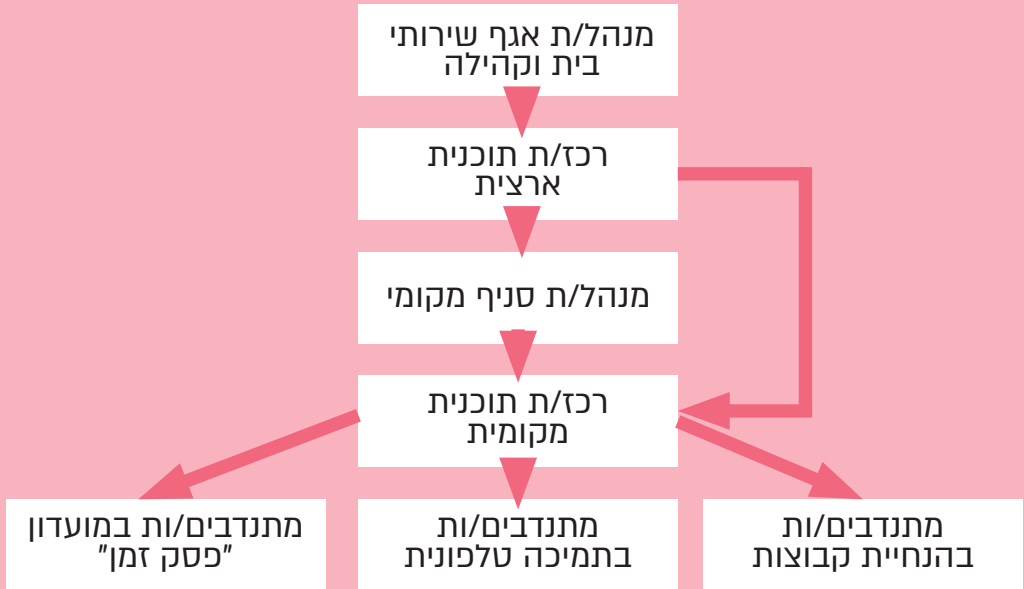 מנהל/ת אגף שירותי
בית וקהילה
רכז/ת תוכנית
ארצית
מנהל/ת סניף מקומי
רכז/ת תוכנית
מקומית
מתנדבים/ות
בהנחיית קבוצות
מתנדבים/ות
בתמיכה טלפונית
מתנדבים/ות במועדון
"פסק זמן"